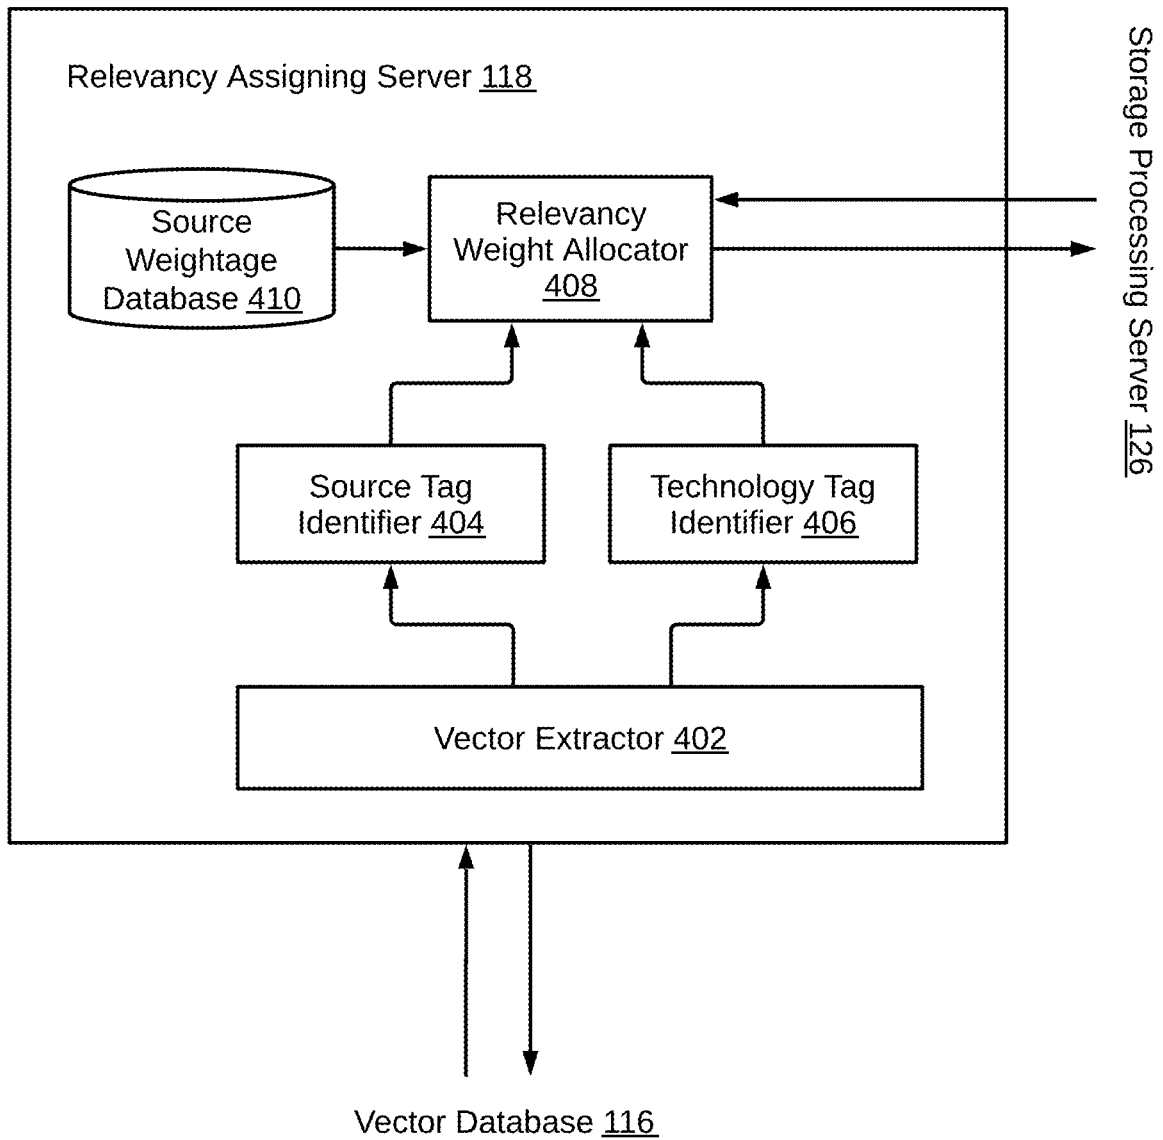 Relevancy Assigning Server 118
Source
Weightage
Database 410
Relevancy
Weight Allocator
408
Storage Processing Server 126
Source Tag
Identifier 404
Technology Tag
Identifier 406
Vector Extractor 402
Vector Database 116